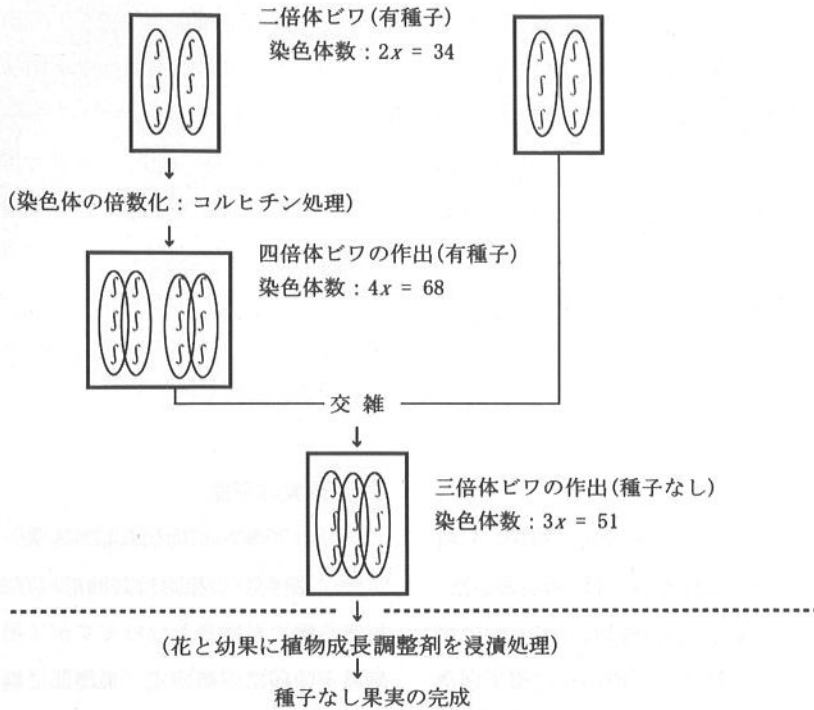 二倍体ビワ(有種子)
染色体数：2x = 34
(染色体の倍数化：コルヒチン処理)
四倍体ビワの作出(有種子)
染色体数：4x = 68
交 雑
三倍体ビワの作出(種子なし)
染色体数：3x = 51
(花と幼果に植物成長調整剤を浸漬処理)
種子なし果実の完成